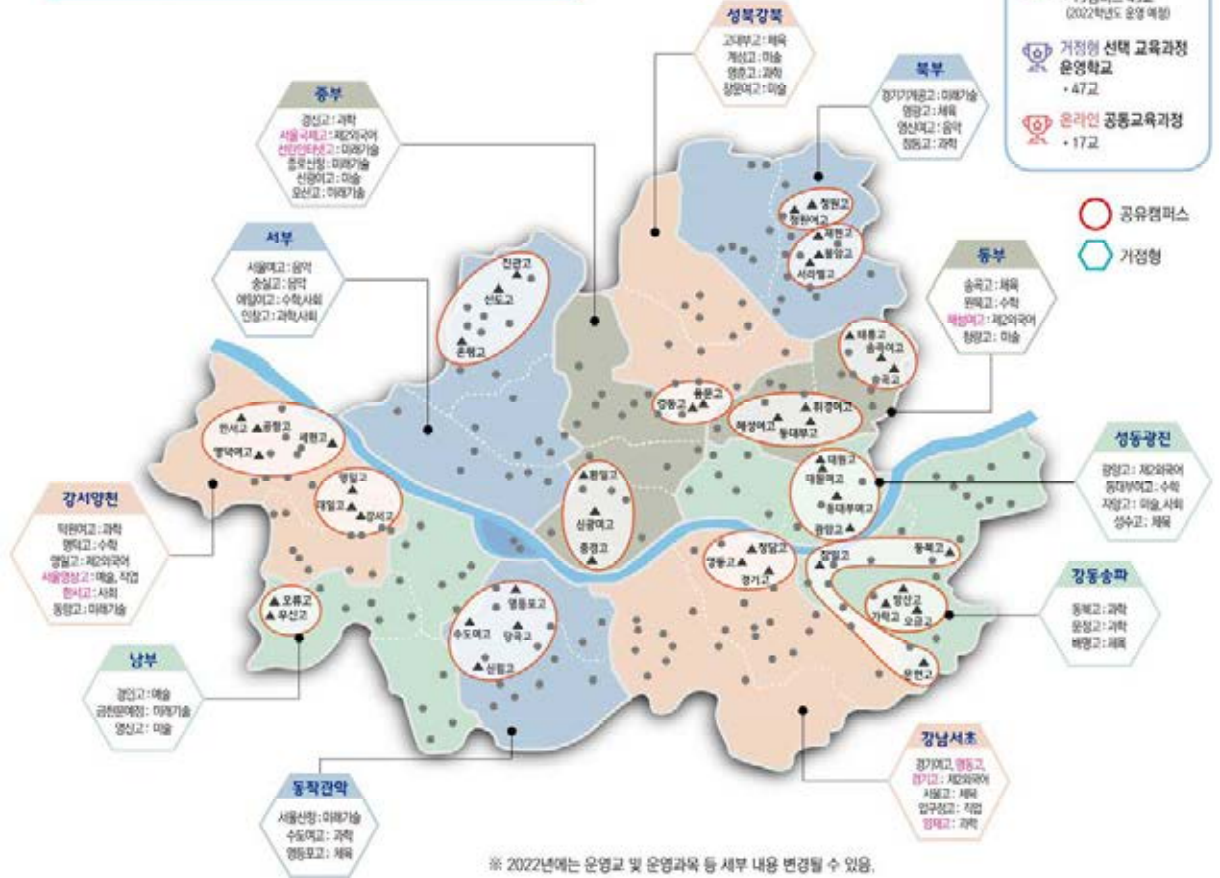 (2022학년도 운영 예정)
거점형 선택 교육과정
운영학교
• 47교
온라인 공동교육과정
• 17교
공유캠퍼스
거점형
성북강북
고대부고 : 체육
계성고 : 미술
영훈고 : 과학
창문여고 : 미술
북부
경기기계공고 : 미래기술
영광고 : 체육
영신여고 : 음악
정동고 : 과학
중부
경신고 : 과학
서울국제고 : 제2외국어
선린인터넷고 : 미래기술
종로산정 : 미래기술
신광여고 : 미술
오산고 : 미래기술
서부
서울여고 : 음악
숭실고 : 음악
예일여고 : 수학,사회
인창고 : 과학,사회
동부
송곡고 : 체육
원묵고 : 수학
해성여고 : 제2외국어
청량고 : 미술
성동광진
광양고 : 제2외국어
동대부여고 : 수학
자양고 : 미술,사회
성수고 : 체육
강동송파
동북고 : 과학
문정고 : 과학
배명고 : 체육
강남서초
경기여고, 영동고,
경기고 : 제2외국어
서울고 : 체육
압구정고 : 직업
양재고 : 과학
동작관악
서울산정 : 미래기술
수도여고 : 과학
영등포고 : 체육
남부
경인고 : 예술
금천문예정 : 미래기술
영신고 : 미술
강서양천
덕원여고 : 과학
명덕고 : 수학
영일고 : 제2외국어
서울영상고 : 예술, 직업
한서고 : 사회
동양고 : 미래기술
청원고
청원여고
재현고
불암고
서라벌고
진관고
신도고
은평고
태릉고
송곡여고
송곡고
용문고
경동고
휘경여고
해성여고
동대부고
한서고
공항고
세현고
명덕여고
영일고
대일고
강서고
환일고
신광여고
중경고
대원고
대원여고
동대부여고
광양고
청담고
영동고
경기고
잠일고
동북고
방산고
가락고
오금고
문현고
오류고
우신고
영등포고
수도여고
당곡고
신림고
※ 2022년에는 운영교 및 운영과목 등 세부 내용 변경될 수 있음.